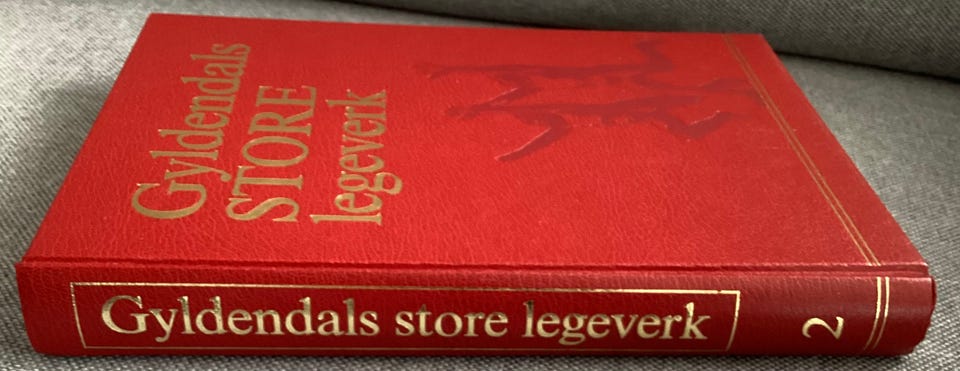 Gyldendals
STORE
legeverk
Gyldendals store legeverk
2